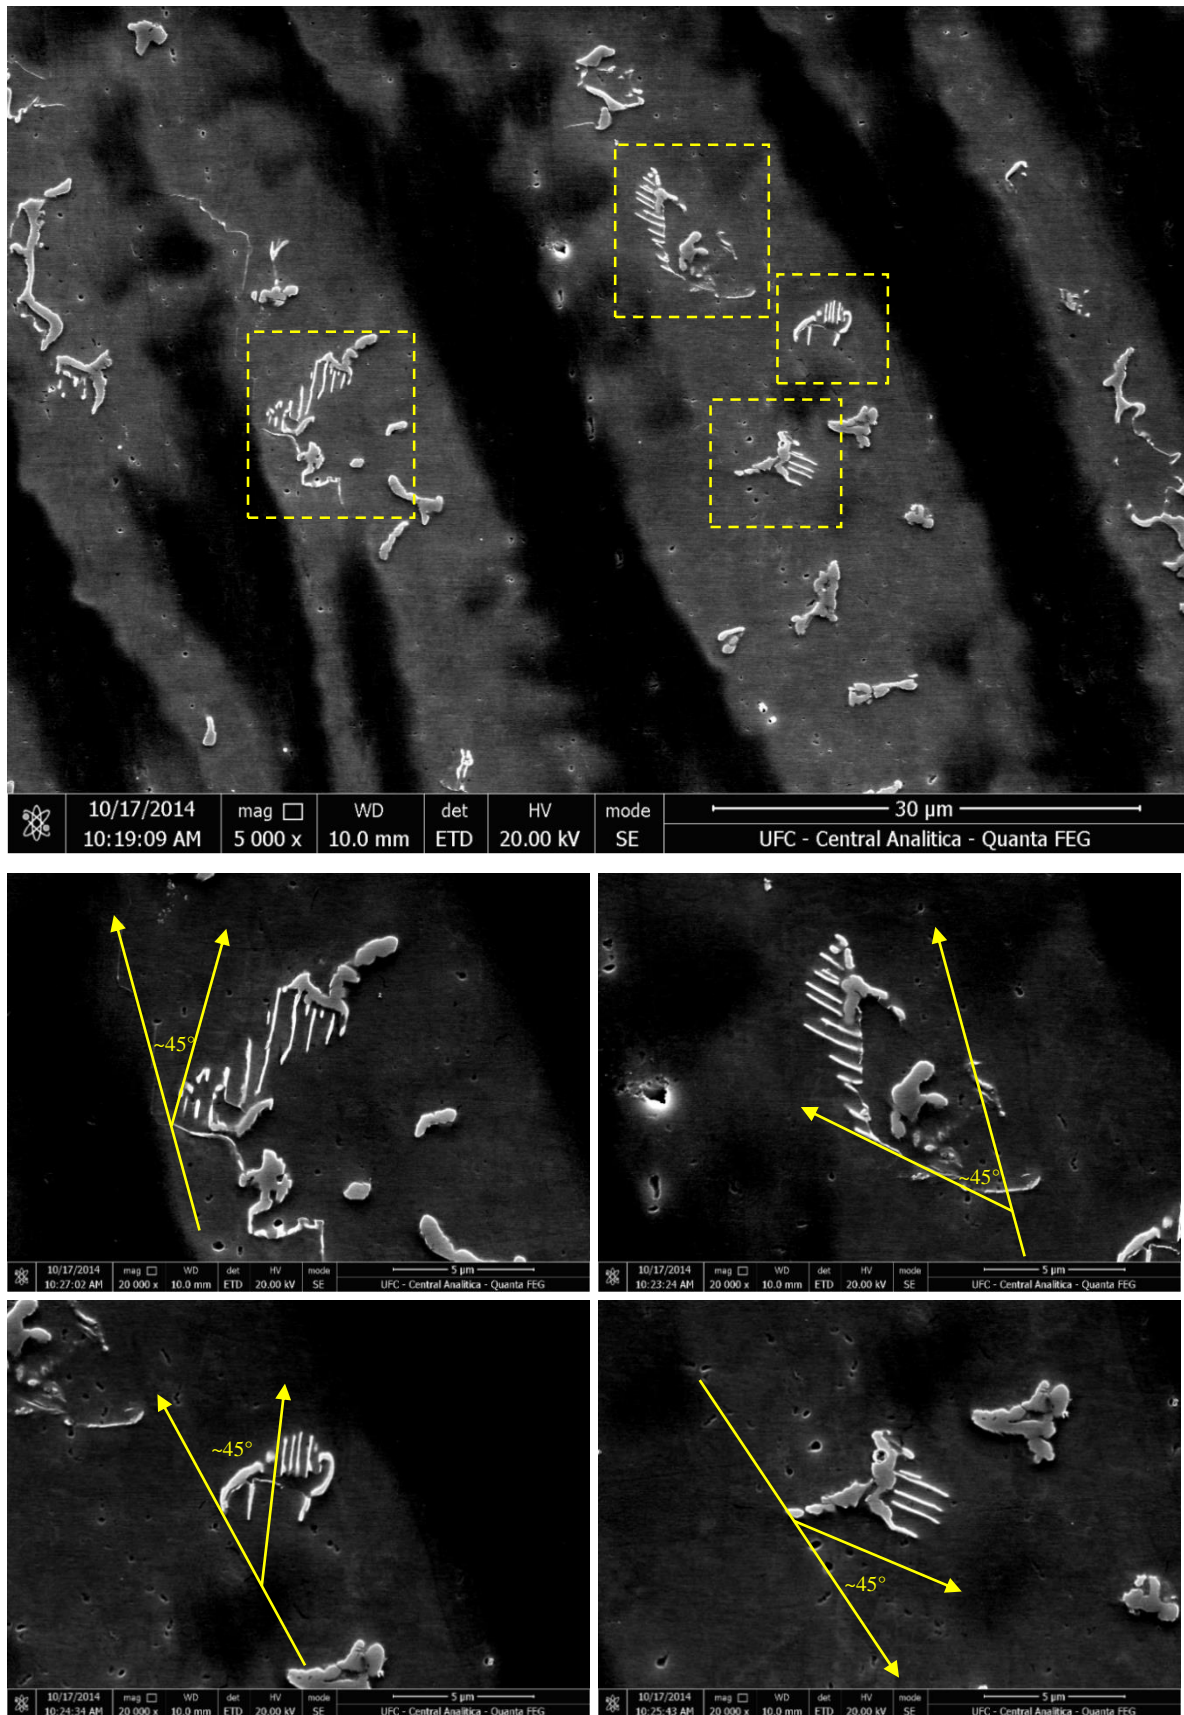 10/17/2014
10:19:09 AM
mag
5 000 x
WD
10.0 mm
det
ETD
HV
20.00 kV
mode
SE
30 µm
UFC - Central Analitica - Quanta FEG
~45°
10/17/2014
10:27:02 AM
mag
20 000 x
WD
10.0 mm
det
ETD
HV
20.00 kV
mode
SE
5 µm
UFC - Central Analitica - Quanta FEG
~45°
10/17/2014
10:23:24 AM
mag
20 000 x
WD
10.0 mm
det
ETD
HV
20.00 kV
mode
SE
5 µm
UFC - Central Analitica - Quanta FEG
~45°
10/17/2014
10:24:34 AM
mag
20 000 x
WD
10.0 mm
det
ETD
HV
20.00 kV
mode
SE
5 µm
UFC - Central Analitica - Quanta FEG
~45°
10/17/2014
10:25:43 AM
mag
20 000 x
WD
10.0 mm
det
ETD
HV
20.00 kV
mode
SE
5 µm
UFC - Central Analitica - Quanta FEG